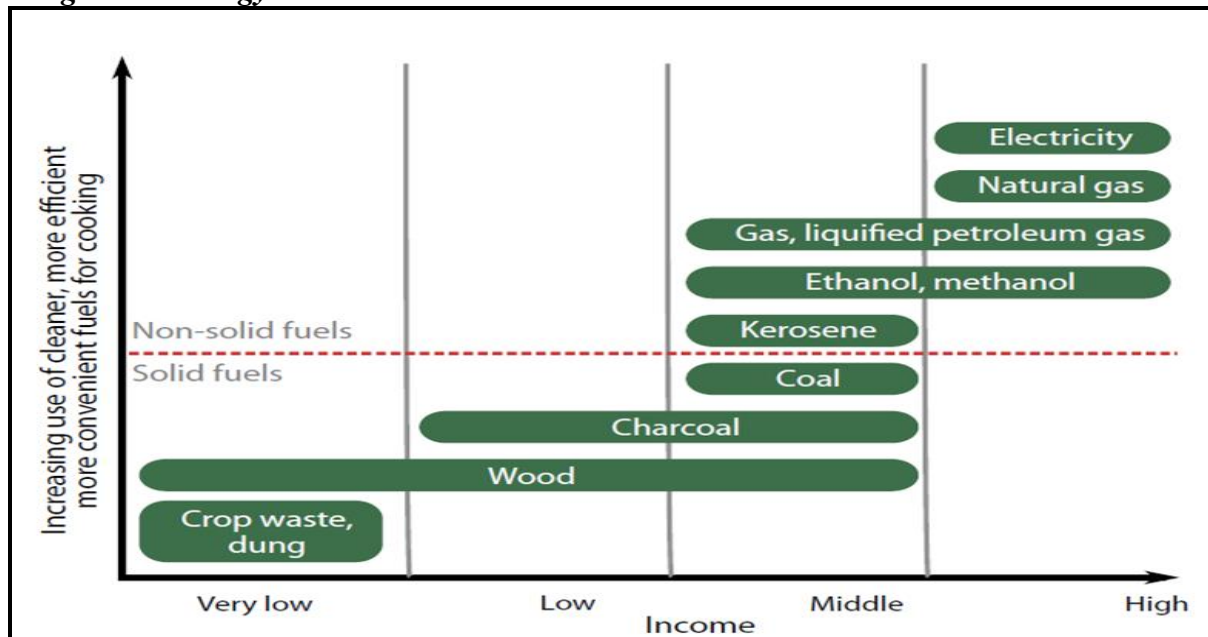 Increasing use of cleaner, more efficient
more convenient fuels for cooking
Electricity
Natural gas
Gas, liquified petroleum gas
Ethanol, methanol
Non-solid fuels
Kerosene
Solid fuels
Coal
Charcoal
Wood
Crop waste,
dung
Very low
Low
Middle
High
Income